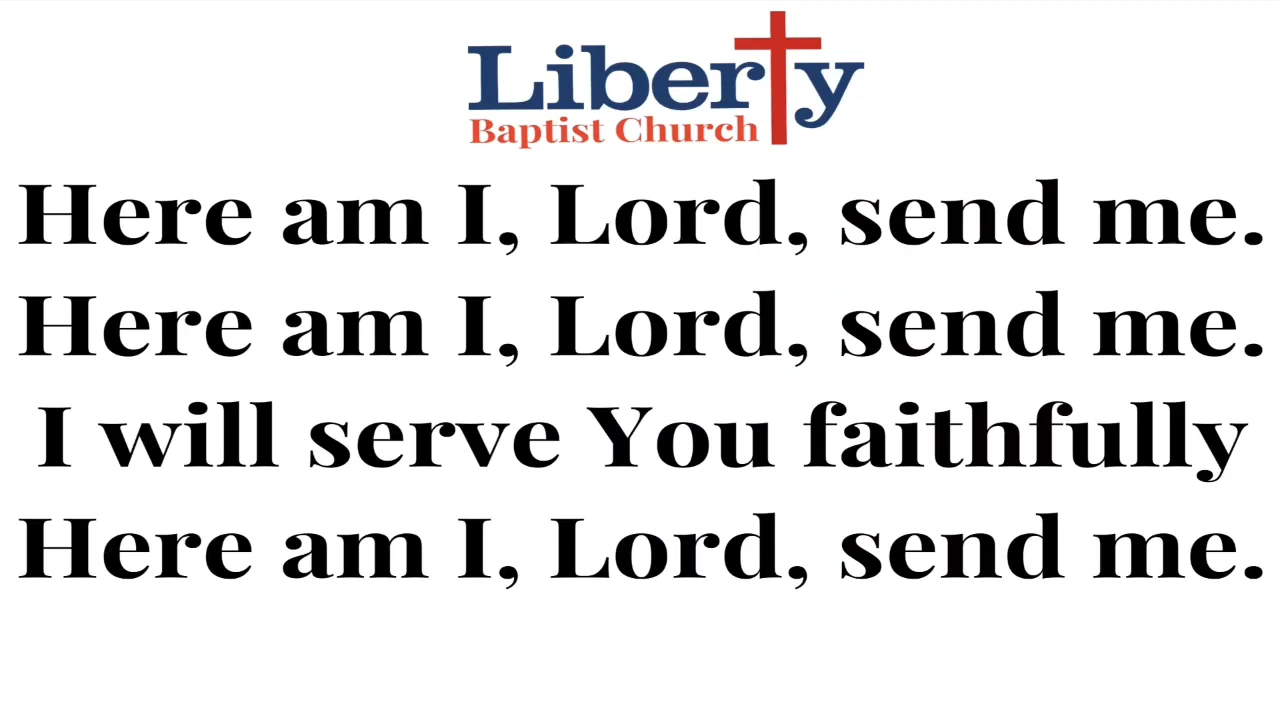 Liberty
Baptist Church
Here am I, Lord, send me.
Here am I, Lord, send me.
I will serve You faithfully
Here am I, Lord, send me.